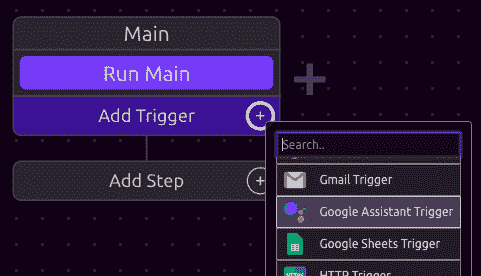 Main
Run Main
Add Trigger
Add Step
Search..
Gmail Trigger
Google Assistant Trigger
Google Sheets Trigger
HTTP Trigger